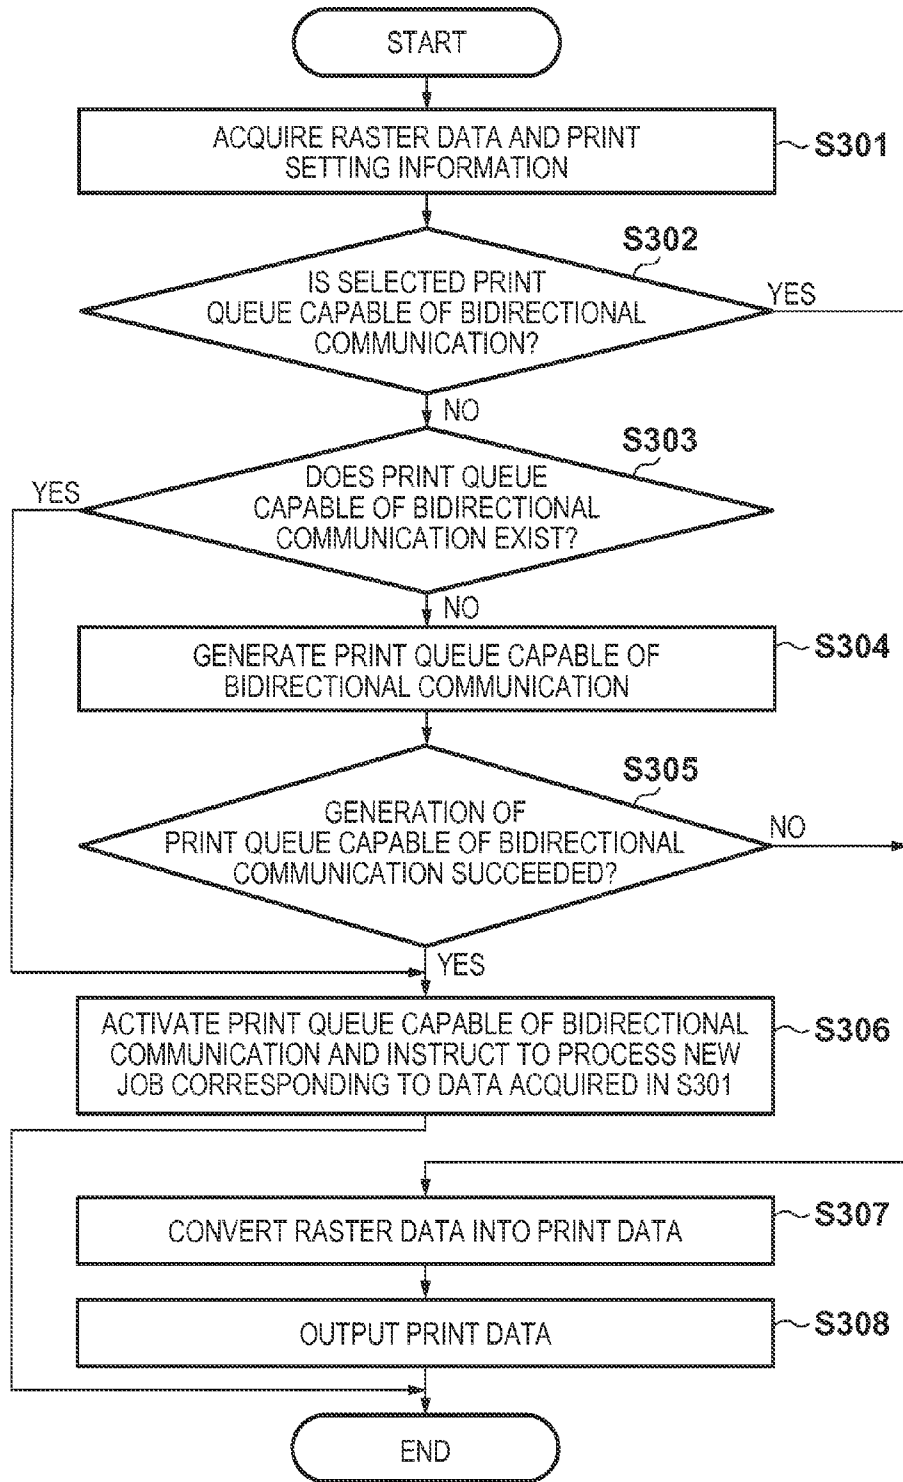 START
ACQUIRE RASTER DATA AND PRINT
SETTING INFORMATION
S301
S302
IS SELECTED PRINT
QUEUE CAPABLE OF BIDIRECTIONAL
COMMUNICATION?
YES
NO
S303
DOES PRINT QUEUE
CAPABLE OF BIDIRECTIONAL
COMMUNICATION EXIST?
YES
NO
GENERATE PRINT QUEUE CAPABLE OF
BIDIRECTIONAL COMMUNICATION
S304
S305
GENERATION OF
PRINT QUEUE CAPABLE OF BIDIRECTIONAL
COMMUNICATION SUCCEEDED?
NO
YES
ACTIVATE PRINT QUEUE CAPABLE OF BIDIRECTIONAL
COMMUNICATION AND INSTRUCT TO PROCESS NEW
JOB CORRESPONDING TO DATA ACQUIRED IN S301
S306
CONVERT RASTER DATA INTO PRINT DATA
S307
OUTPUT PRINT DATA
S308
END